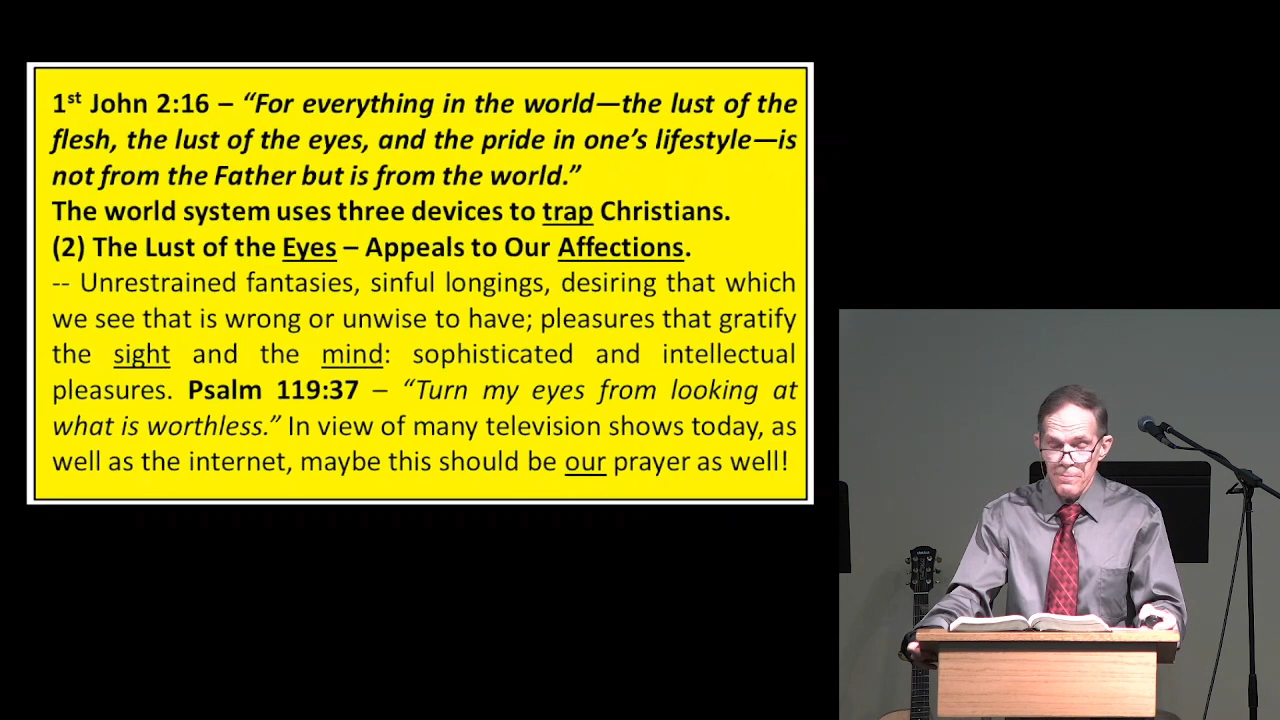 1st John 2:16 – “For everything in the world—the lust of the
flesh, the lust of the eyes, and the pride in one’s lifestyle—is
not from the Father but is from the world.”
The world system uses three devices to trap Christians.
(2) The Lust of the Eyes – Appeals to Our Affections.
-- Unrestrained fantasies, sinful longings, desiring that which
we see that is wrong or unwise to have; pleasures that gratify
the sight and the mind: sophisticated and intellectual
pleasures. Psalm 119:37 – “Turn my eyes from looking at
what is worthless.” In view of many television shows today, as
well as the internet, maybe this should be our prayer as well!